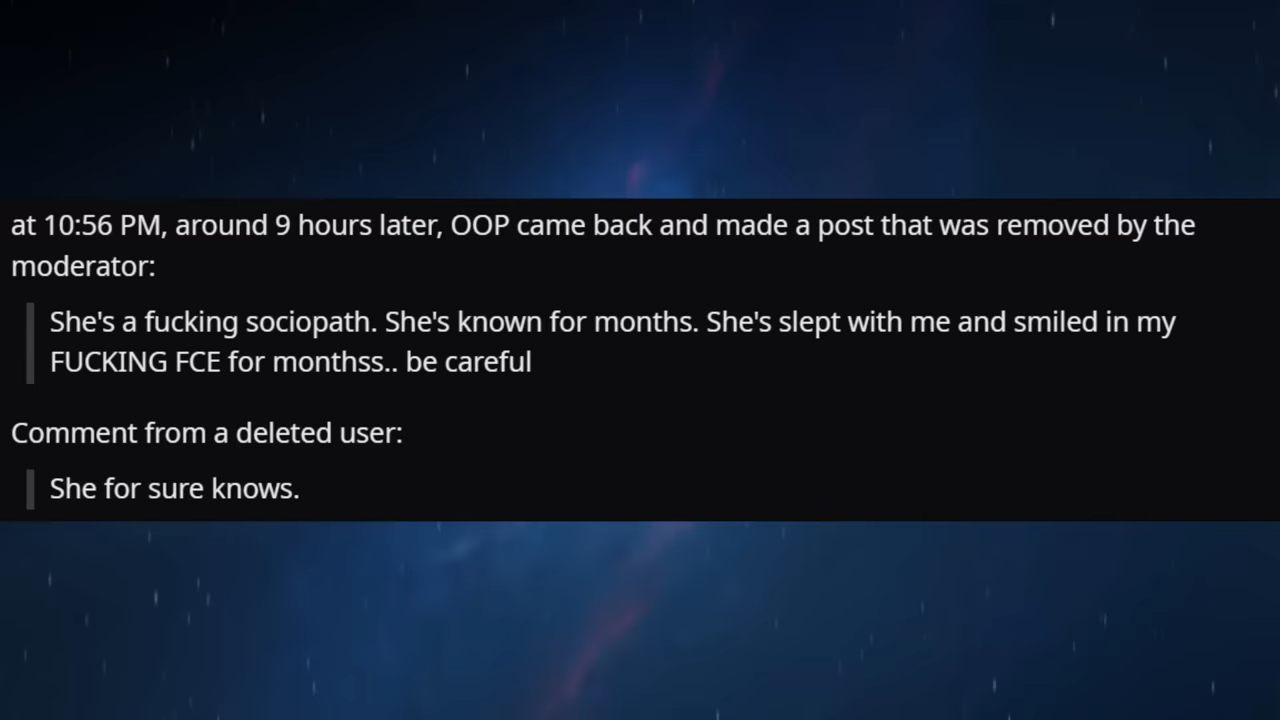 at 10:56 PM, around 9 hours later, OOP came back and made a post that was removed by the
moderator:
She's a fucking sociopath. She's known for months. She's slept with me and smiled in my
FUCKING FCE for monthss.. be careful
Comment from a deleted user:
She for sure knows.